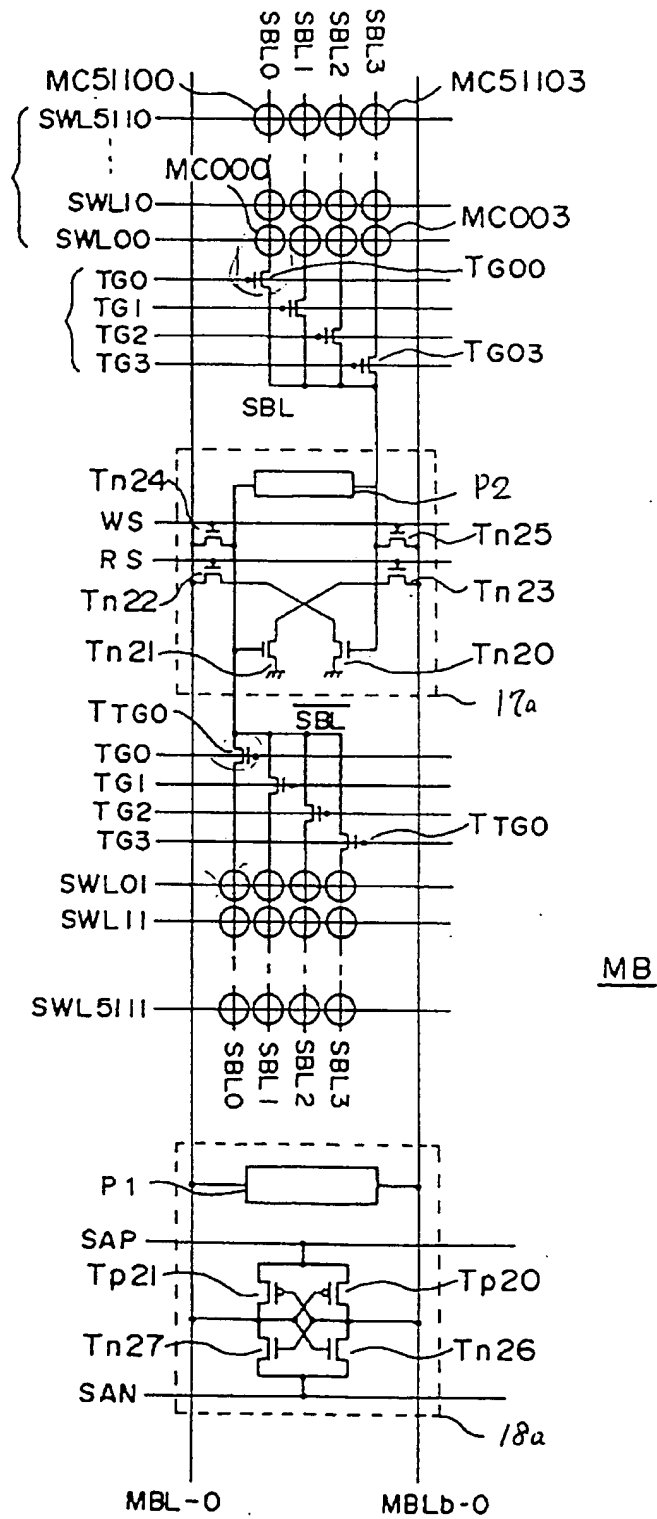 SBL0 SBL1 SBL2 SBL3
MC51100 MC51103
SWL5110
MC000
SWL10
MC003
SWL00
TG0 TG00
TG1
TG2
TG3 TG03
SBL
Tn24 P2
WS Tn25
RS
Tn22 Tn23
Tn21 Tn20
17a
SBL
TTG0
TG0
TG1
TG2
TG3 TTG0
SWL01
SWL11
MB
SWL5111
SBL0 SBL1 SBL2 SBL3
P1
SAP
Tp21 Tp20
Tn27 Tn26
SAN
18a
MBL-0 MBLb-0